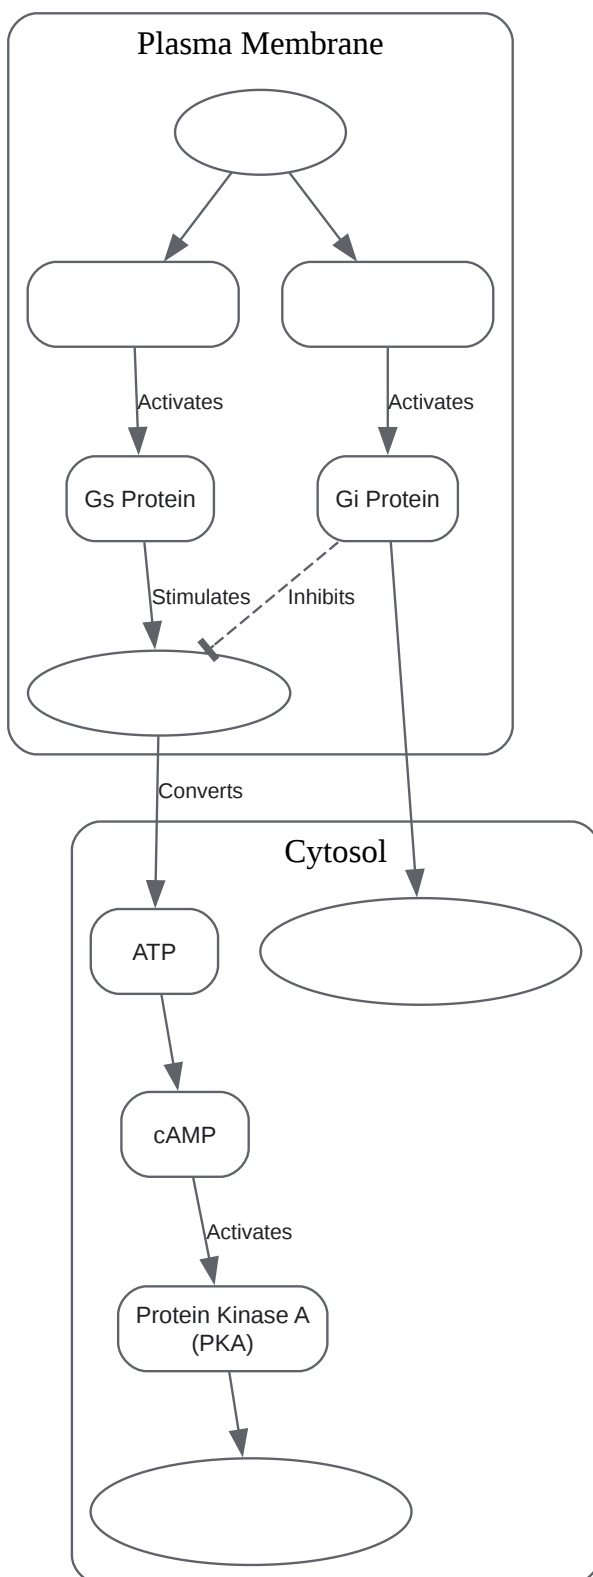 Plasma Membrane
Activates
Activates
Gs Protein
Gi Protein
Stimulates
Inhibits
Converts
Cytosol
ATP
cAMP
Activates
Protein Kinase A
(PKA)